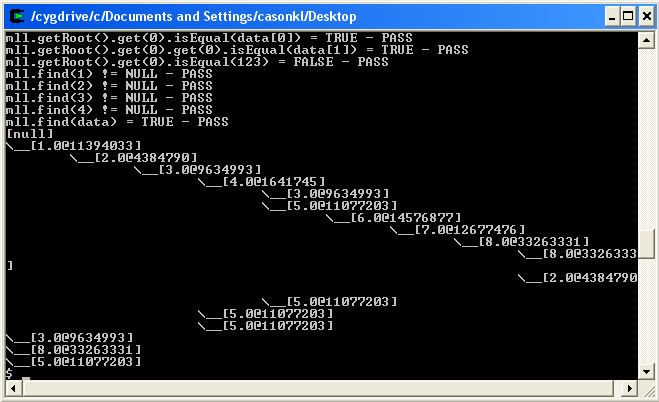 /cygdrive/c/Documents and Settings/casonkl/Desktop
mll.getRoot().get(0).isEqual(data[0]) = TRUE - PASS
mll.getRoot().get(0).get(0).isEqual(data[1]) = TRUE - PASS
mll.getRoot().get(0).isEqual(123) = FALSE - PASS
mll.find(1) != NULL - PASS
mll.find(2) != NULL - PASS
mll.find(3) != NULL - PASS
mll.find(4) != NULL - PASS
mll.find(data) = TRUE - PASS
[null]
\__[1.0@11394033]
\__[2.0@4384790]
\__[3.0@9634993]
\__[4.0@1641745]
\__[3.0@9634993]
\__[5.0@11077203]
\__[6.0@14576877]
\__[7.0@12677476]
\__[8.0@33263331]
\__[8.0@33263331
]
\__[2.0@4384790]
\__[5.0@11077203]
\__[5.0@11077203]
\__[5.0@11077203]
\__[3.0@9634993]
\__[8.0@33263331]
\__[5.0@11077203]
$